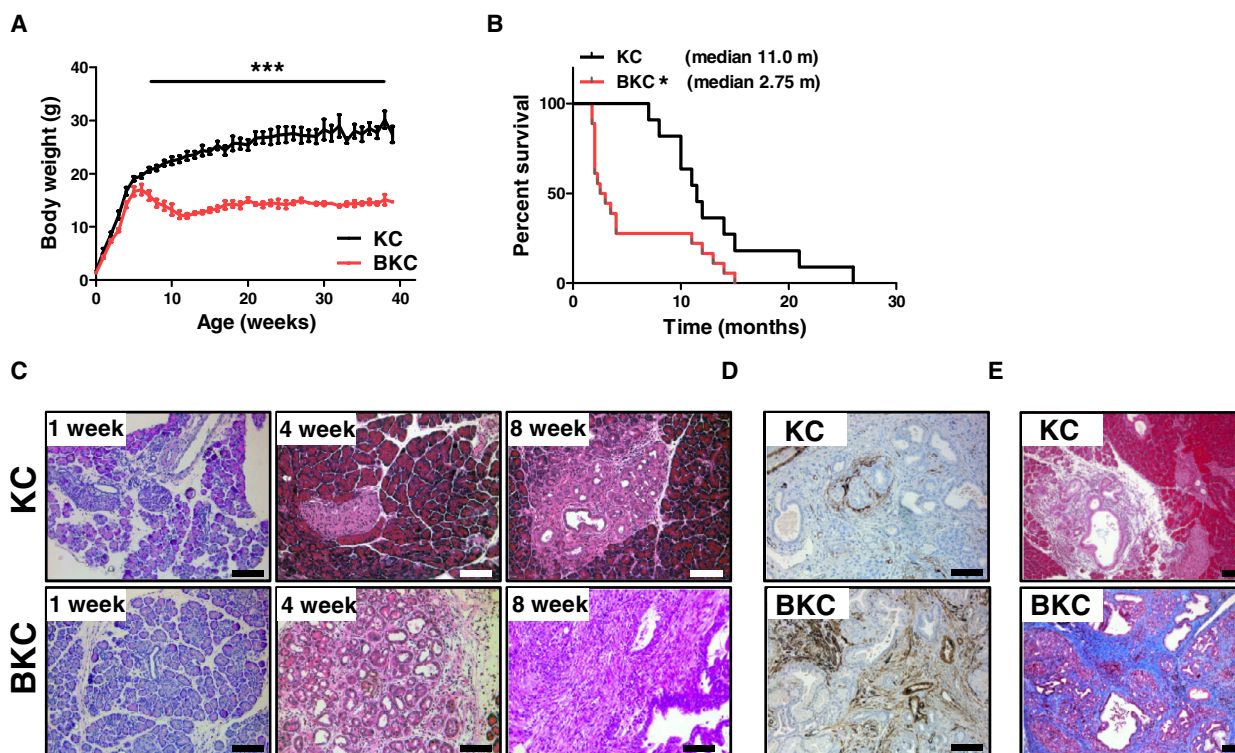 A
Body weight (g)
40
30
20
10
0
***
KC
BKC
0 10 20 30 40
Age (weeks)
B
KC (median 11.0 m)
BKC * (median 2.75 m)
Percent survival
100
50
0
0 10 20 30
Time (months)
C
D
E
KC
1 week
4 week
8 week
KC
KC
BKC
1 week
4 week
8 week
BKC
BKC